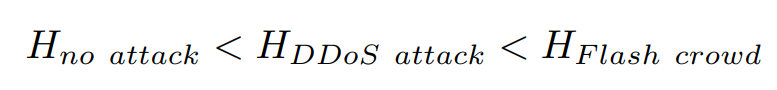 H_{no attack} < H_{DDoS attack} < H_{Flash crowd}